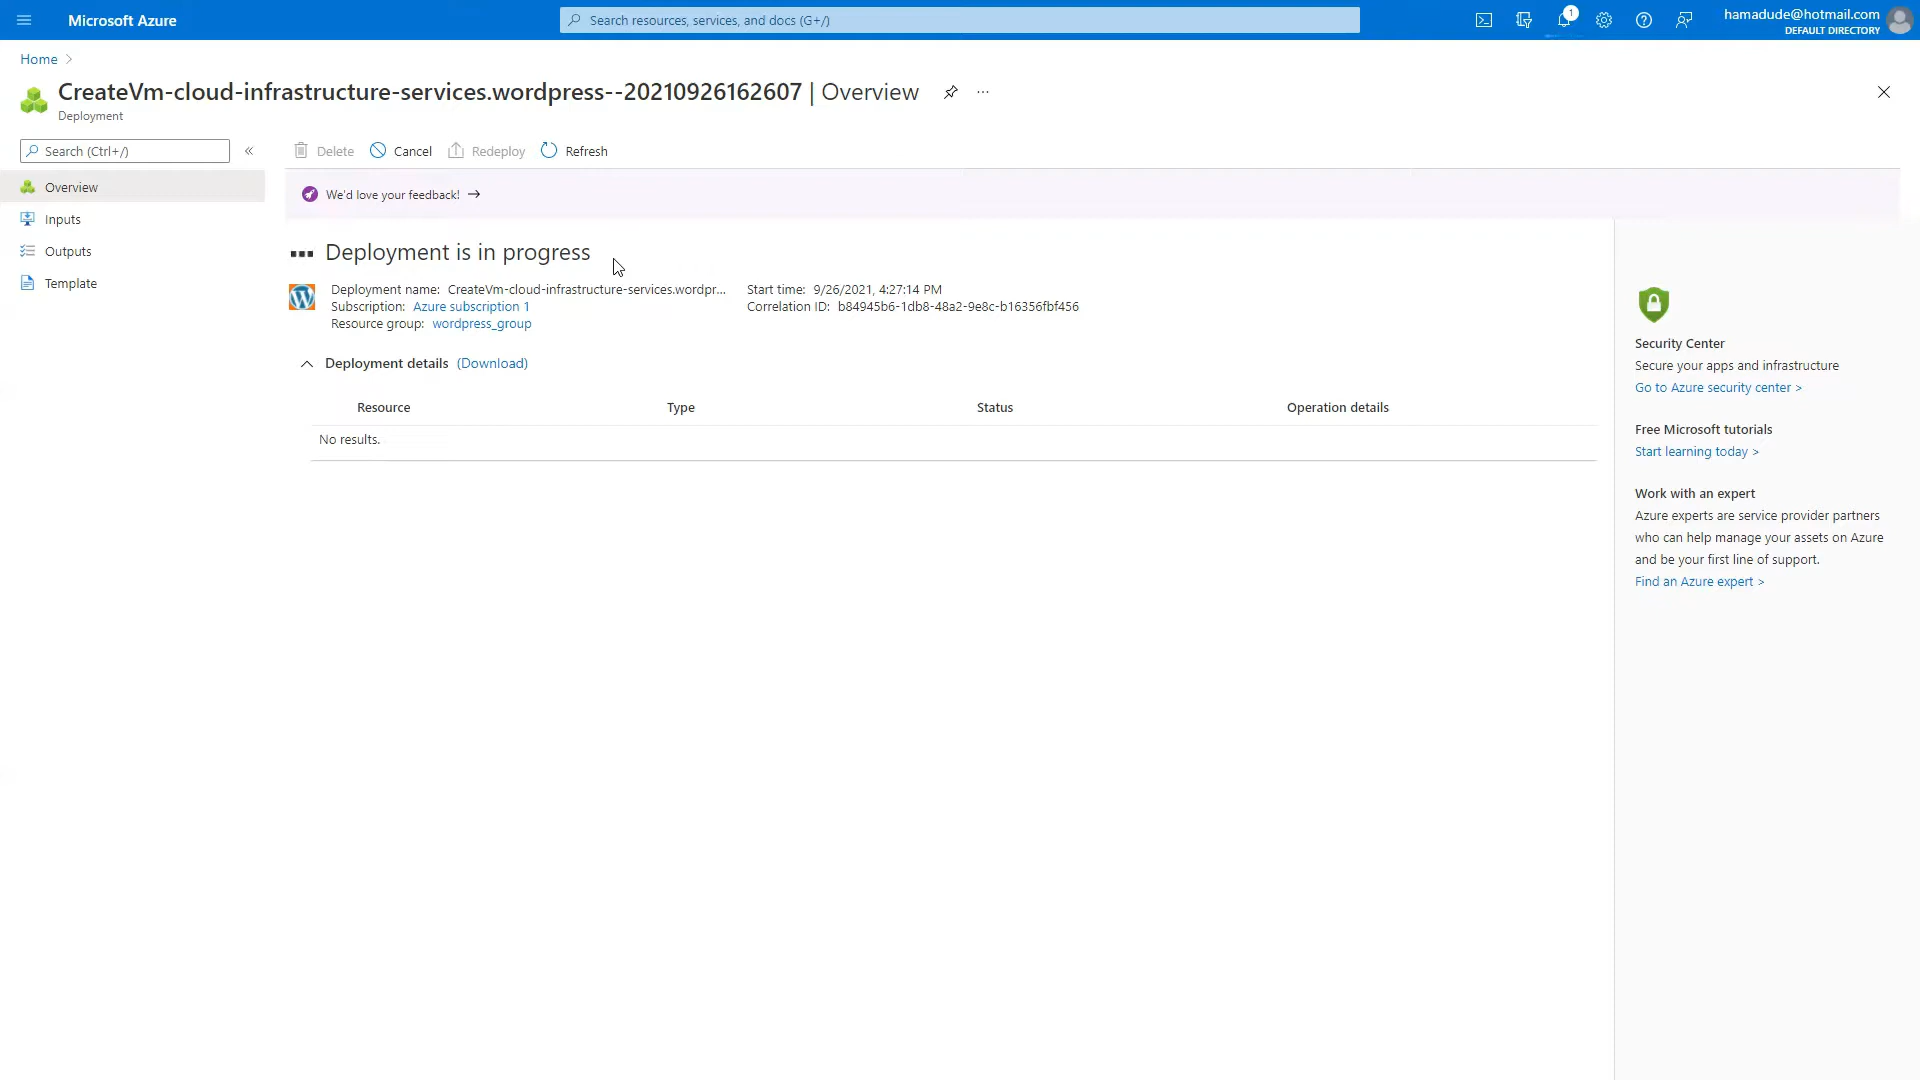 Microsoft Azure
Search resources, services, and docs (G+/)
1
hamadude@hotmail.com
DEFAULT DIRECTORY
Home >
CreateVm-cloud-infrastructure-services.wordpress--20210926162607 | Overview
Deployment
Search (Ctrl+/)
Delete
Cancel
Redeploy
Refresh
Overview
Inputs
Outputs
Template
We'd love your feedback! →
Deployment is in progress
Deployment name: CreateVm-cloud-infrastructure-services.wordpr...
Subscription: Azure subscription 1
Resource group: wordpress_group
Start time: 9/26/2021, 4:27:14 PM
Correlation ID: b84945b6-1db8-48a2-9e8c-b16356fbf456
Deployment details (Download)
Resource Type Status Operation details
No results.
Security Center
Secure your apps and infrastructure
Go to Azure security center >
Free Microsoft tutorials
Start learning today >
Work with an expert
Azure experts are service provider partners
who can help manage your assets on Azure
and be your first line of support.
Find an Azure expert >